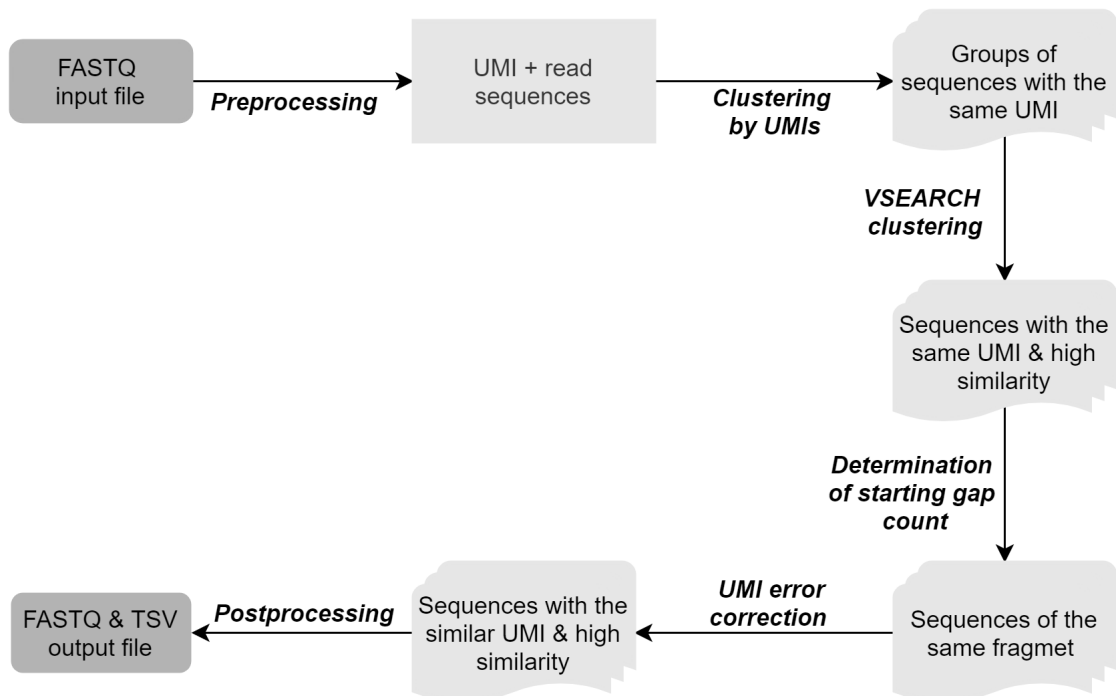 FASTQ
input file
Preprocessing
UMI + read
sequences
Clustering
by UMIs
Groups of
sequences with the
same UMI
VSEARCH
clustering
Sequences with the
same UMI & high
similarity
Determination
of starting gap
count
Sequences of the
same fragmet
UMI error
correction
Sequences with the
similar UMI & high
similarity
Postprocessing
FASTQ & TSV
output file